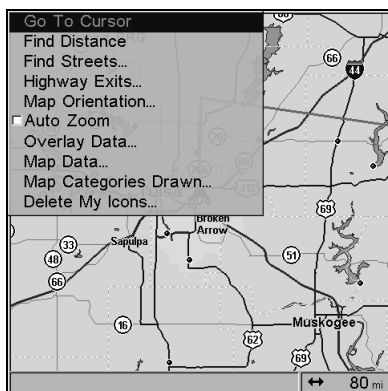 Go To Cursor
Find Distance
Find Streets...
Highway Exits...
Map Orientation...
Auto Zoom
Overlay Data...
Map Data...
Map Categories Drawn...
Delete My Icons...
66
44
69
Broken
Arrow
Sapulpa
33
48
66
51
16
Muskogee
62
69
80 mi